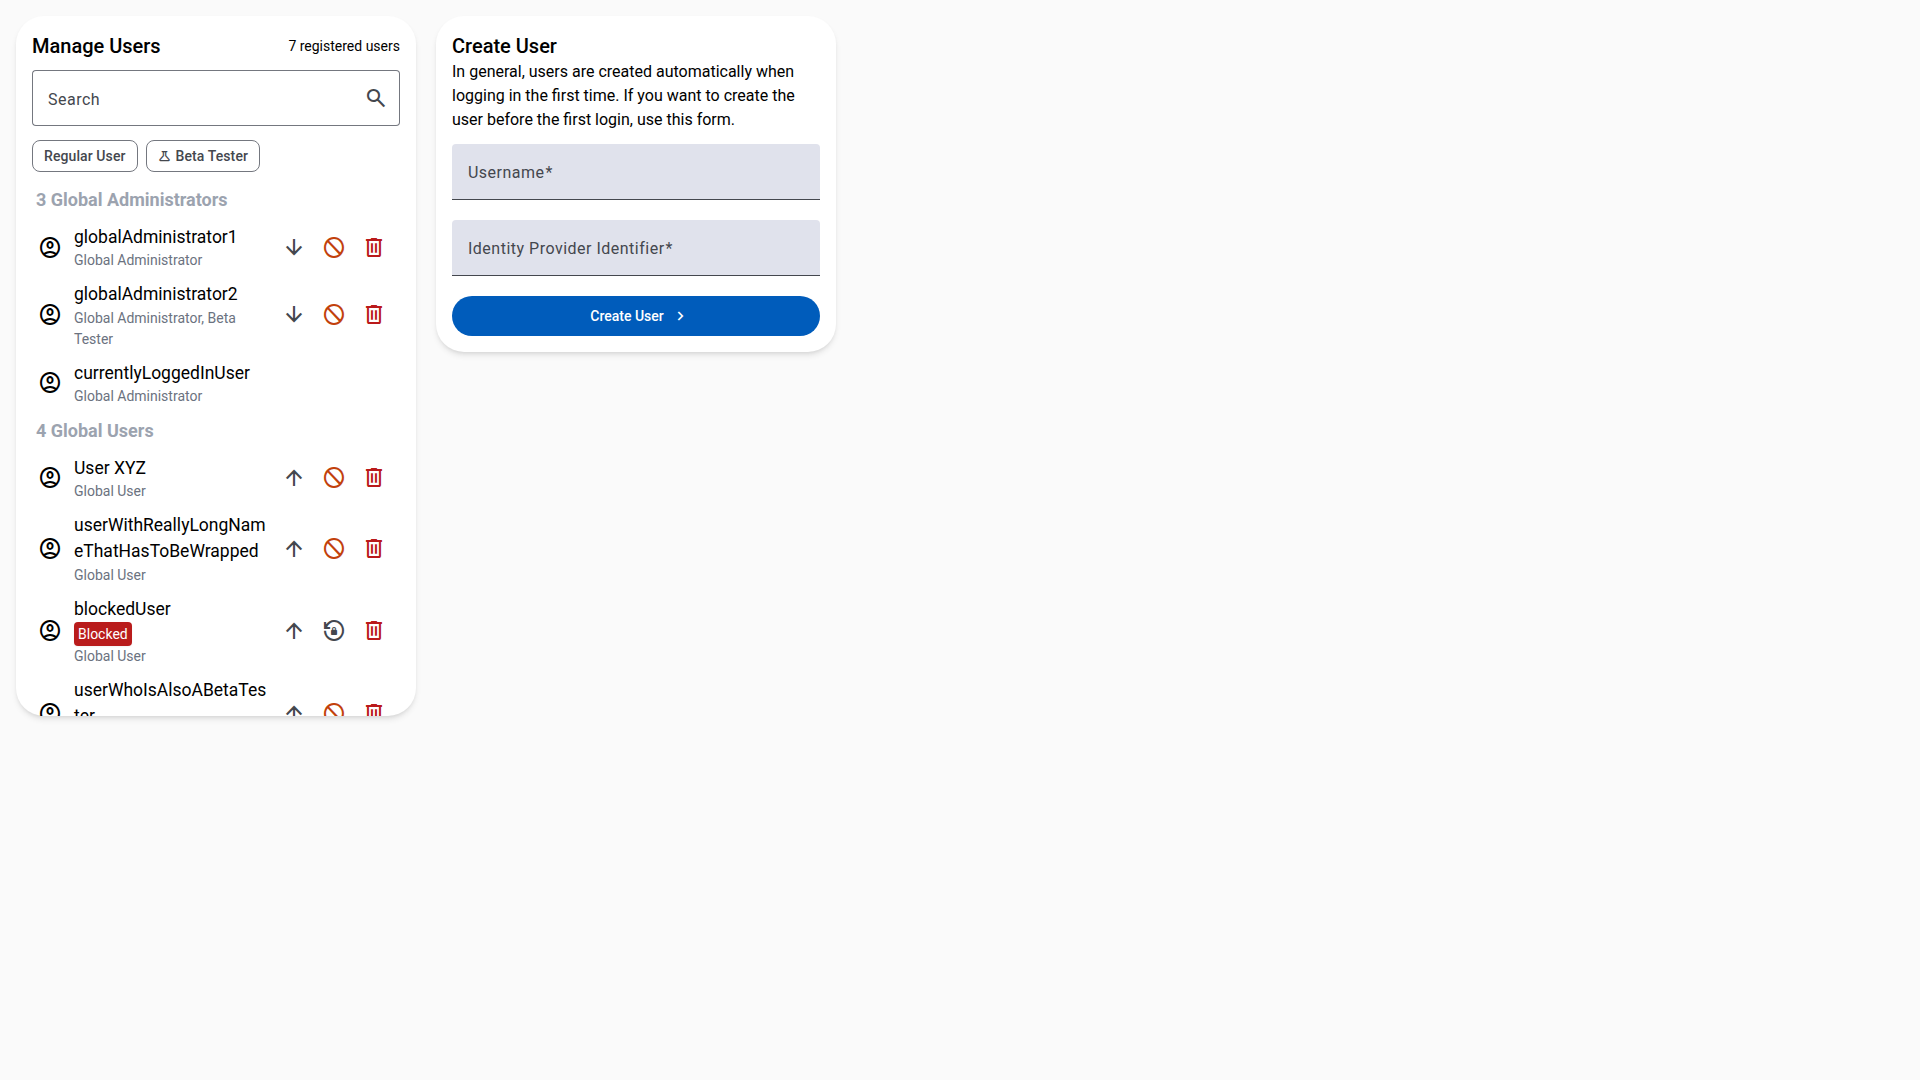 Manage Users
7 registered users
Search
Regular User
Beta Tester
3 Global Administrators
globalAdministrator1
Global Administrator
globalAdministrator2
Global Administrator, Beta
Tester
currentlyLoggedInUser
Global Administrator
4 Global Users
User XYZ
Global User
userWithReallyLongNam
eThatHasToBeWrapped
Global User
blockedUser
Blocked
Global User
userWhoIsAlsoABetaTes
ter
Create User
In general, users are created automatically when
logging in the first time. If you want to create the
user before the first login, use this form.
Username*
Identity Provider Identifier*
Create User